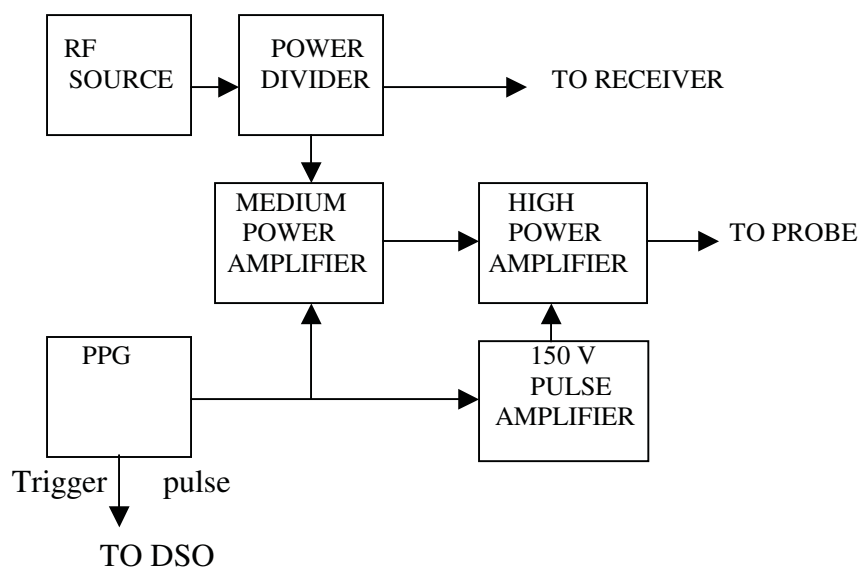 RF
SOURCE
POWER
DIVIDER
TO RECEIVER
MEDIUM
POWER
AMPLIFIER
HIGH
POWER
AMPLIFIER
TO PROBE
PPG
150 V
PULSE
AMPLIFIER
Trigger pulse
TO DSO